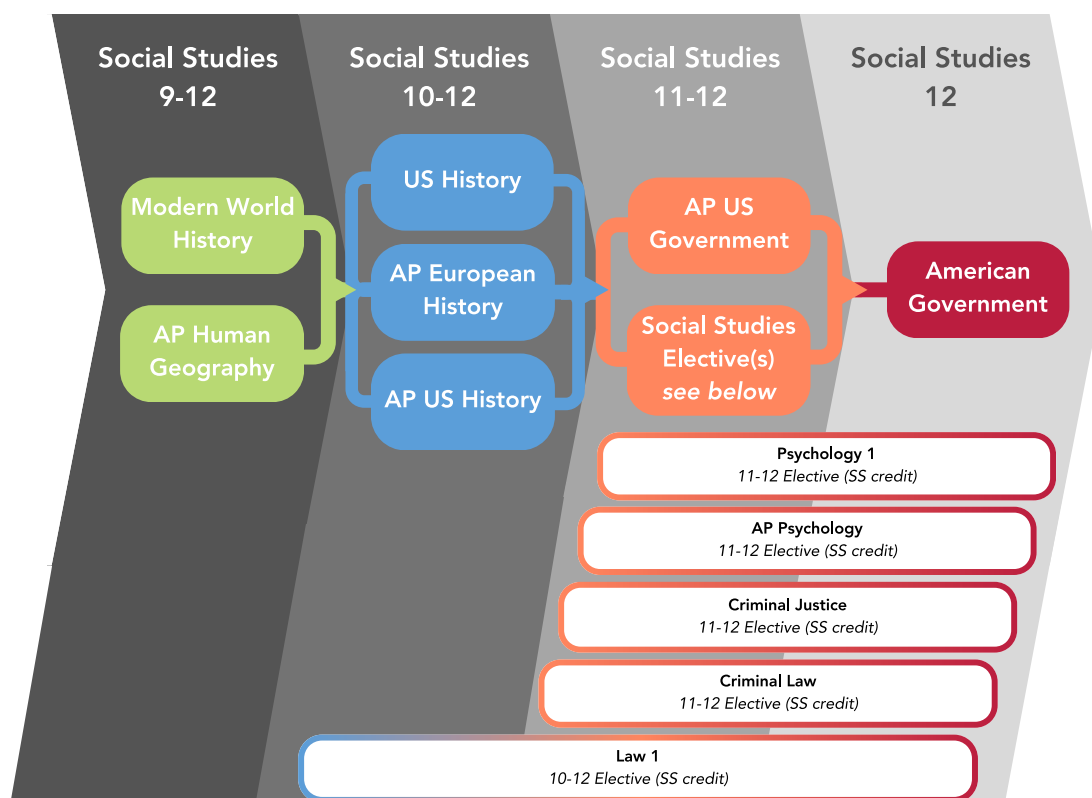 Social Studies
9-12
Social Studies
10-12
Social Studies
11-12
Social Studies
12
Modern World
History
AP Human
Geography
US History
AP European
History
AP US History
AP US
Government
Social Studies
Elective(s)
see below
American
Government
Psychology 1
11-12 Elective (SS credit)
AP Psychology
11-12 Elective (SS credit)
Criminal Justice
11-12 Elective (SS credit)
Criminal Law
11-12 Elective (SS credit)
Law 1
10-12 Elective (SS credit)